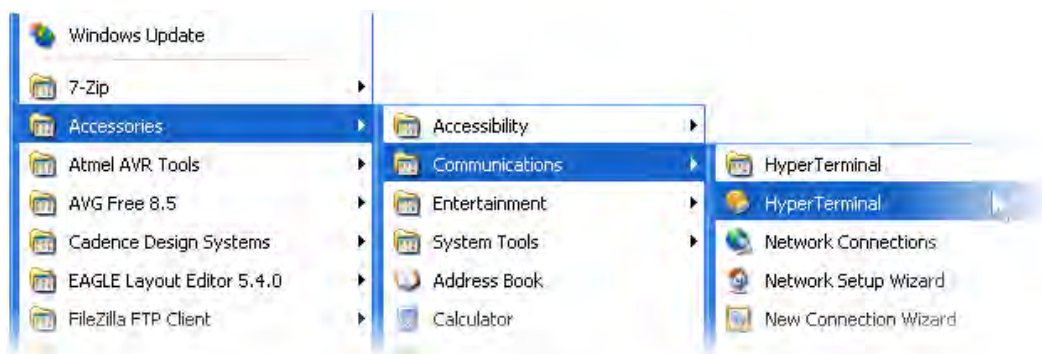 Windows Update
7-Zip
Accessories
Atmel AVR Tools
AVG Free 8.5
Cadence Design Systems
EAGLE Layout Editor 5.4.0
FileZilla FTP Client
Accessibility
Communications
Entertainment
System Tools
Address Book
Calculator
HyperTerminal
HyperTerminal
Network Connections
Network Setup Wizard
New Connection Wizard